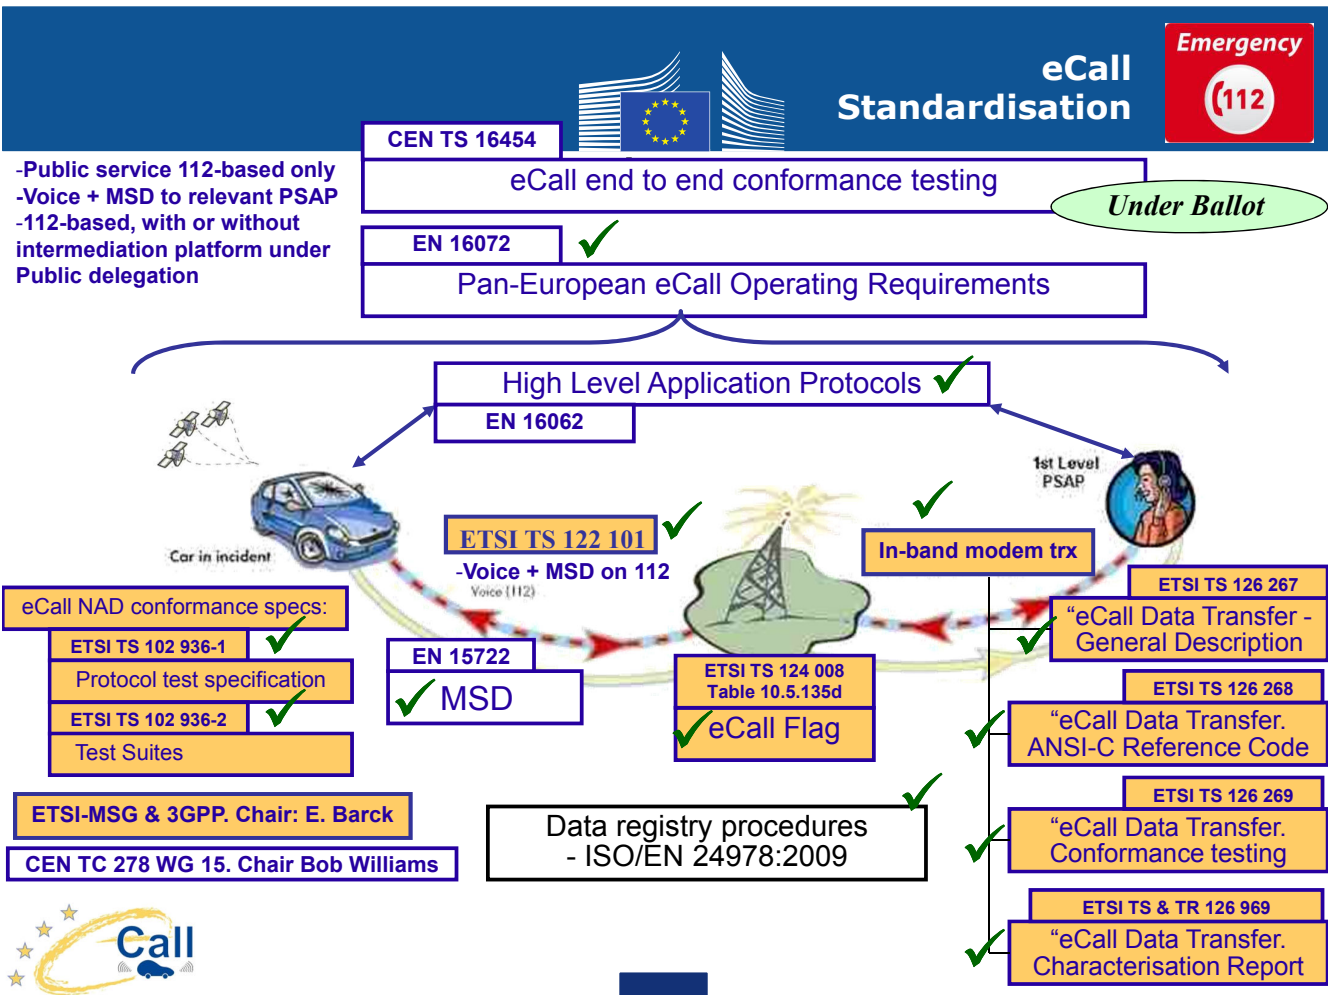 eCall
Standardisation
Emergency
112
CEN TS 16454
eCall end to end conformance testing
Under Ballot
-Public service 112-based only
-Voice + MSD to relevant PSAP
-112-based, with or without
intermediation platform under
Public delegation
EN 16072
Pan-European eCall Operating Requirements
High Level Application Protocols
EN 16062
1st Level
PSAP
Car in incident
ETSI TS 122 101
-Voice + MSD on 112
Voice (112)
In-band modem trx
eCall NAD conformance specs:
ETSI TS 102 936-1
Protocol test specification
ETSI TS 102 936-2
Test Suites
EN 15722
MSD
ETSI TS 124 008
Table 10.5.135d
eCall Flag
ETSI TS 126 267
“eCall Data Transfer -
General Description
ETSI TS 126 268
“eCall Data Transfer.
ANSI-C Reference Code
ETSI TS 126 269
“eCall Data Transfer.
Conformance testing
ETSI TS & TR 126 969
“eCall Data Transfer.
Characterisation Report
ETSI-MSG & 3GPP. Chair: E. Barck
CEN TC 278 WG 15. Chair Bob Williams
Data registry procedures
- ISO/EN 24978:2009
eCall